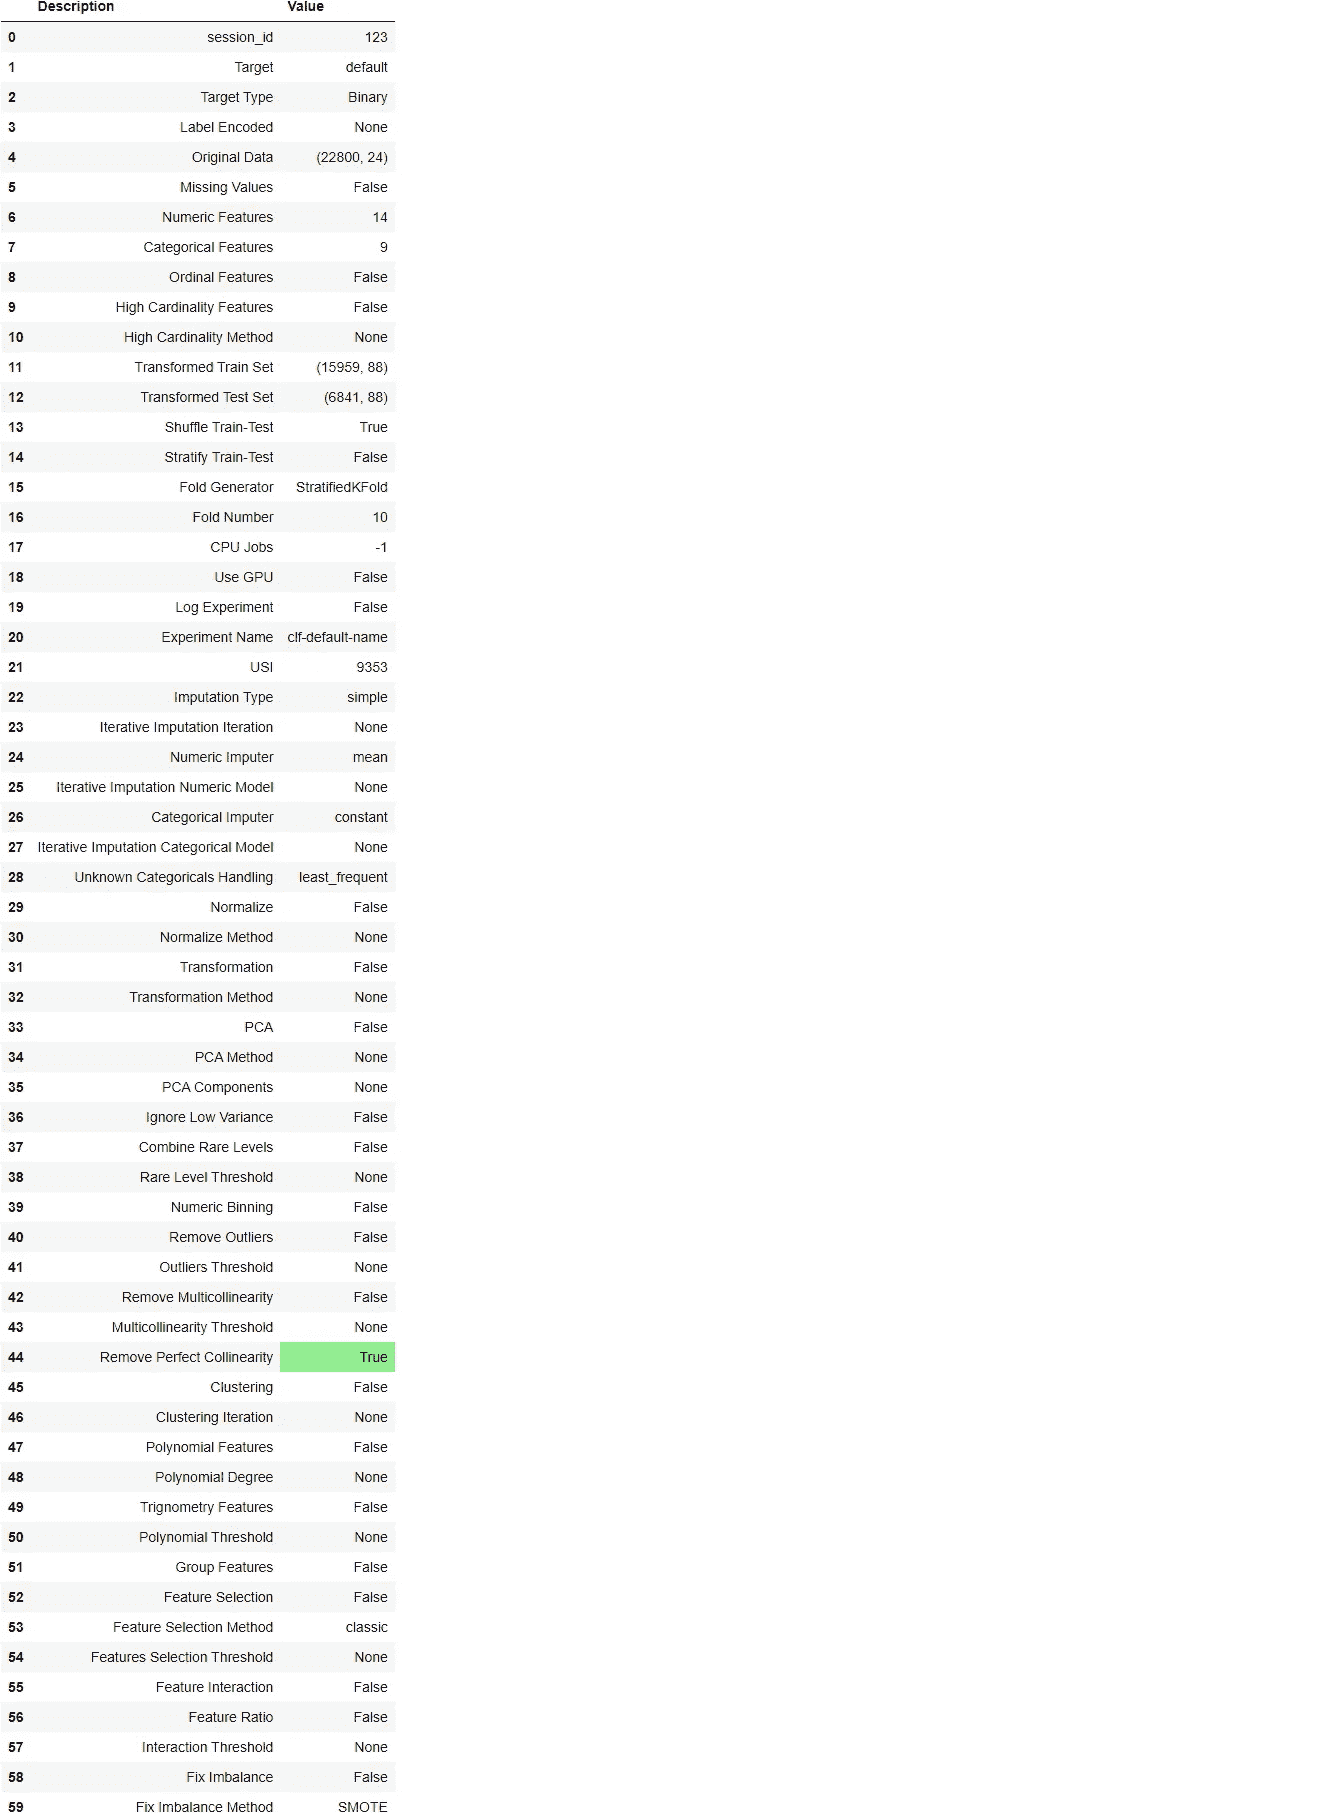 Description Value
0 session_id 123
1 Target default
2 Target Type Binary
3 Label Encoded None
4 Original Data (22800, 24)
5 Missing Values False
6 Numeric Features 14
7 Categorical Features 9
8 Ordinal Features False
9 High Cardinality Features False
10 High Cardinality Method None
11 Transformed Train Set (15959, 88)
12 Transformed Test Set (6841, 88)
13 Shuffle Train-Test True
14 Stratify Train-Test False
15 Fold Generator StratifiedKFold
16 Fold Number 10
17 CPU Jobs -1
18 Use GPU False
19 Log Experiment False
20 Experiment Name clf-default-name
21 USI 9353
22 Imputation Type simple
23 Iterative Imputation Iteration None
24 Numeric Imputer mean
25 Iterative Imputation Numeric Model None
26 Categorical Imputer constant
27 Iterative Imputation Categorical Model None
28 Unknown Categoricals Handling least_frequent
29 Normalize False
30 Normalize Method None
31 Transformation False
32 Transformation Method None
33 PCA False
34 PCA Method None
35 PCA Components None
36 Ignore Low Variance False
37 Combine Rare Levels False
38 Rare Level Threshold None
39 Numeric Binning False
40 Remove Outliers False
41 Outliers Threshold None
42 Remove Multicollinearity False
43 Multicollinearity Threshold None
44 Remove Perfect Collinearity True
45 Clustering False
46 Clustering Iteration None
47 Polynomial Features False
48 Polynomial Degree None
49 Trignometry Features False
50 Polynomial Threshold None
51 Group Features False
52 Feature Selection False
53 Feature Selection Method classic
54 Features Selection Threshold None
55 Feature Interaction False
56 Feature Ratio False
57 Interaction Threshold None
58 Fix Imbalance False
59 Fix Imbalance Method SMOTE